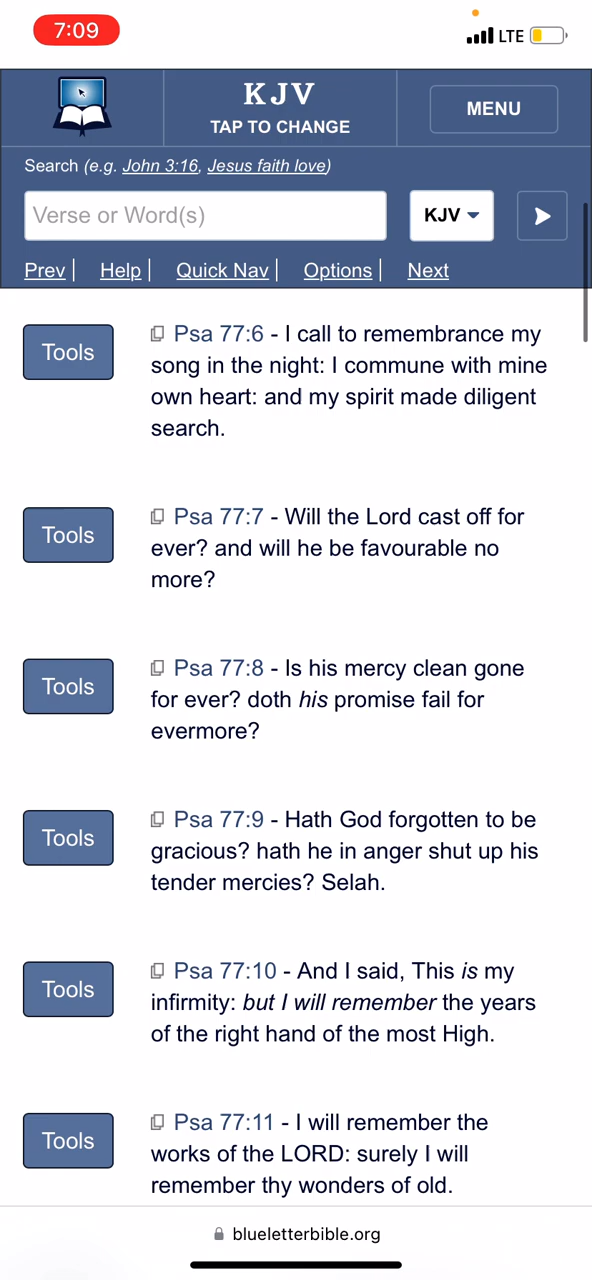 7:09
LTE
KJV
TAP TO CHANGE
MENU
Search (e.g. John 3:16, Jesus faith love)
Verse or Word(s)
KJV
Prev | Help | Quick Nav | Options | Next
Tools
Psa 77:6 - I call to remembrance my
song in the night: I commune with mine
own heart: and my spirit made diligent
search.
Tools
Psa 77:7 - Will the Lord cast off for
ever? and will he be favourable no
more?
Tools
Psa 77:8 - Is his mercy clean gone
for ever? doth his promise fail for
evermore?
Tools
Psa 77:9 - Hath God forgotten to be
gracious? hath he in anger shut up his
tender mercies? Selah.
Tools
Psa 77:10 - And I said, This is my
infirmity: but I will remember the years
of the right hand of the most High.
Tools
Psa 77:11 - I will remember the
works of the LORD: surely I will
remember thy wonders of old.
blueletterbible.org